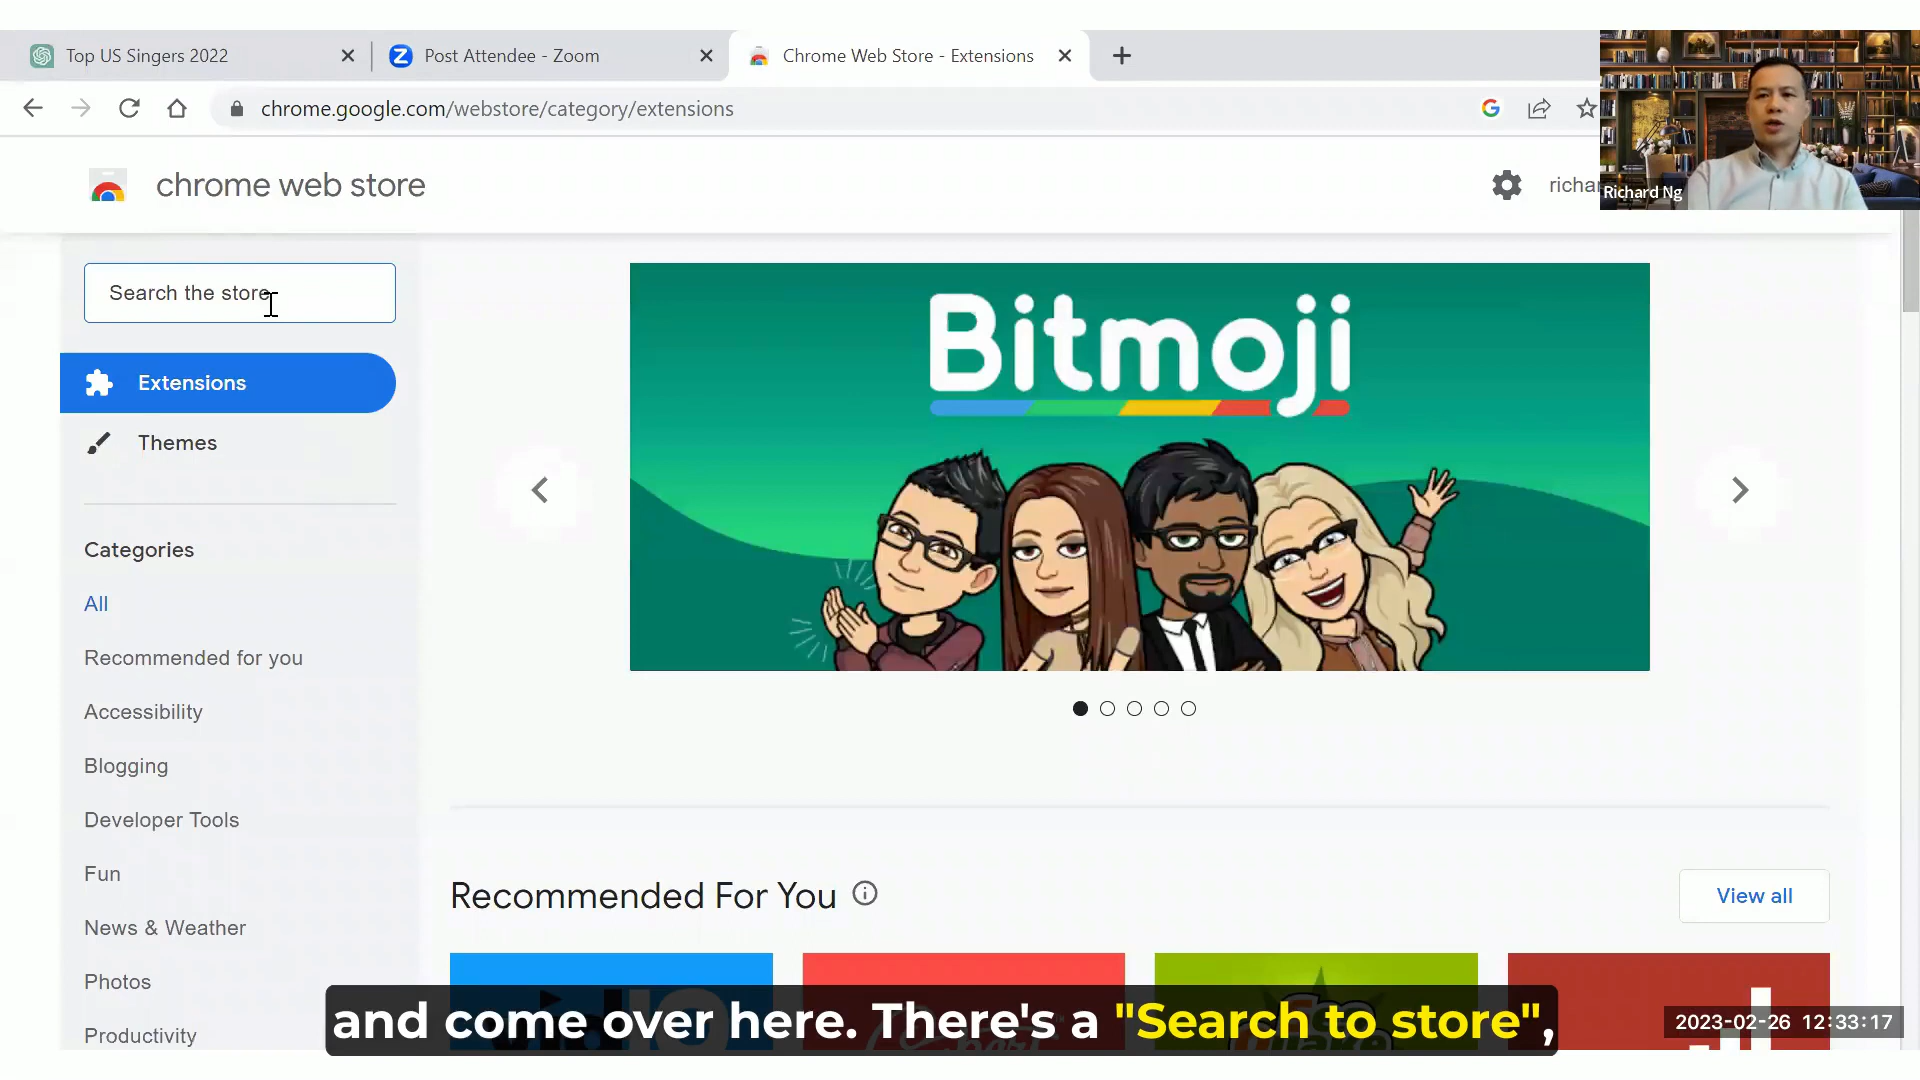 Top US Singers 2022
Post Attendee - Zoom
Chrome Web Store - Extensions
chrome.google.com/webstore/category/extensions
chrome web store
richar
Richard Ng
Search the store
Extensions
Themes
Bitmoji
Categories
All
Recommended for you
Accessibility
Blogging
Developer Tools
Fun
News & Weather
Photos
Productivity
Recommended For You
View all
and come over here. There's a "Search to store",
2023-02-26 12:33:17